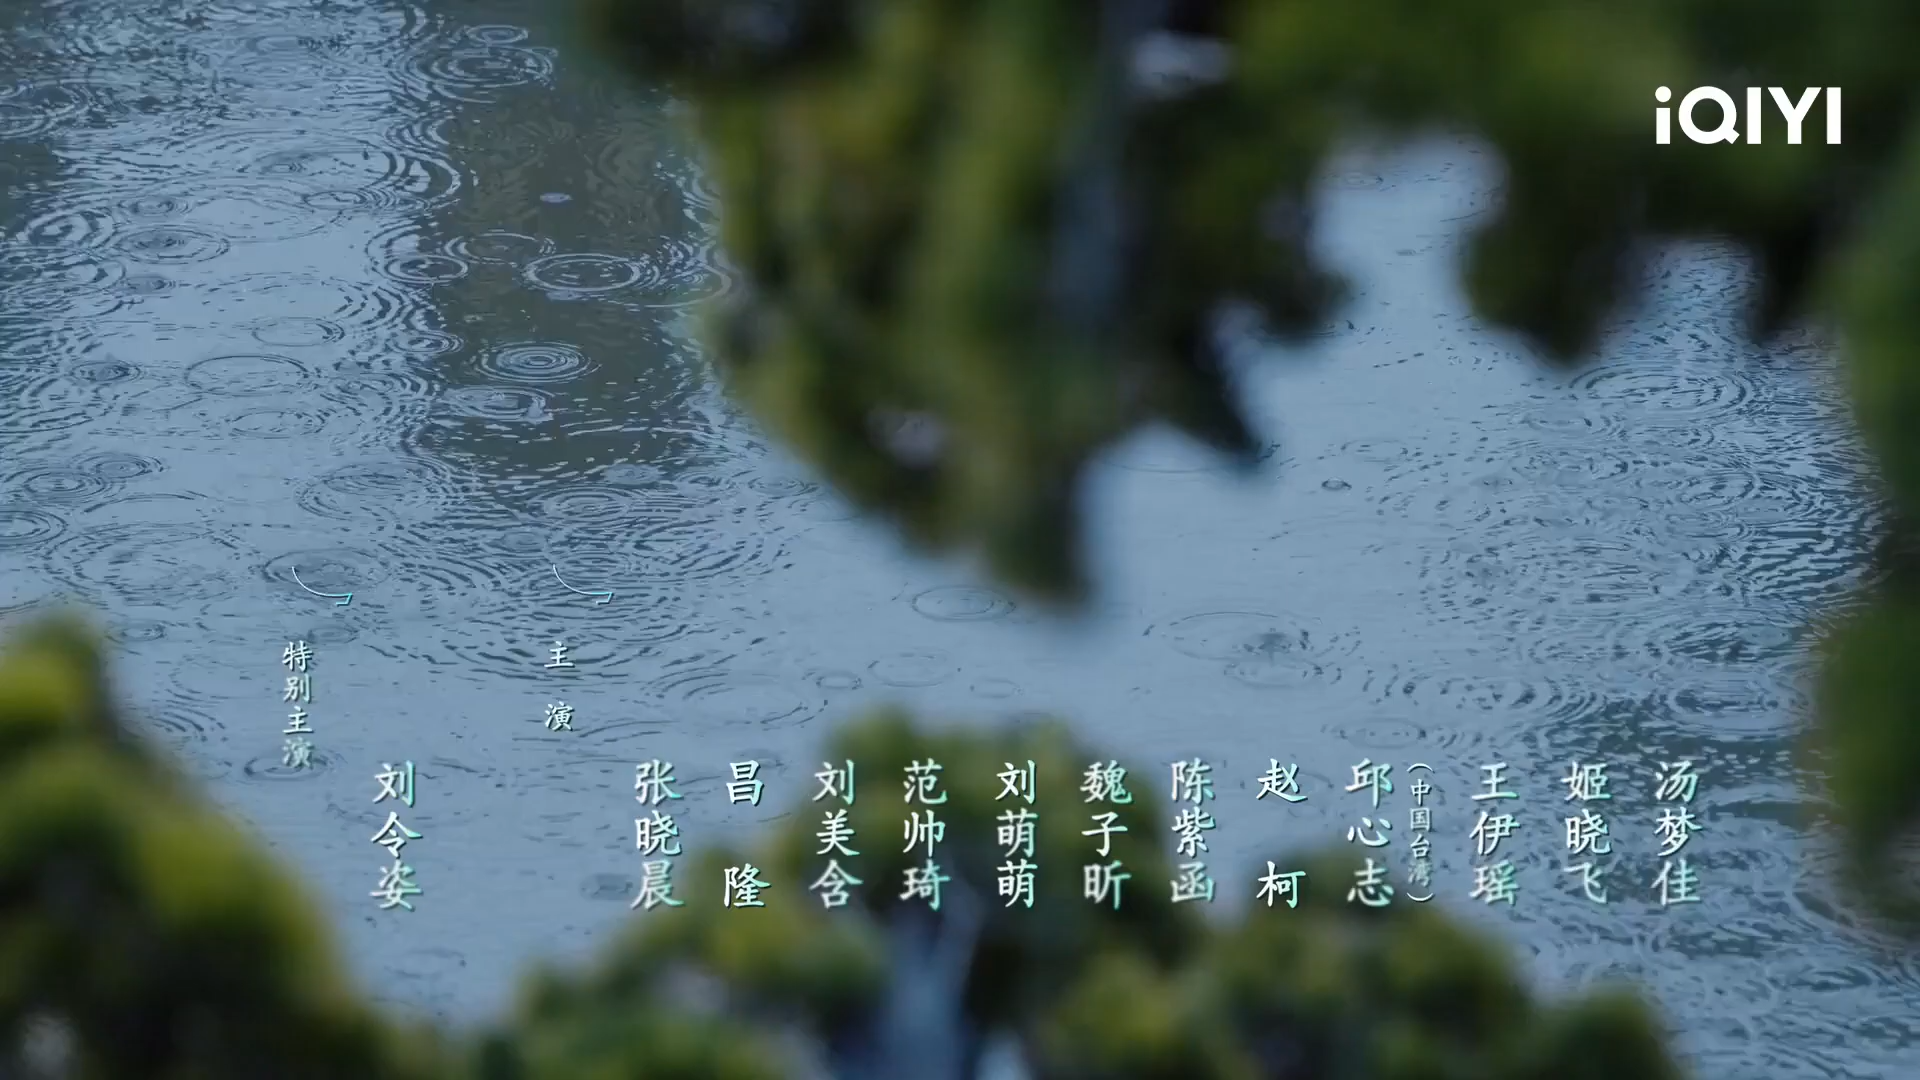 iQIYI
特别主演
刘令姿
主演
张晓晨
昌隆
刘美含
范帅琦
刘萌萌
魏子昕
陈紫函
赵柯
邱心志
（中国台湾）
王伊瑶
姬晓飞
汤梦佳